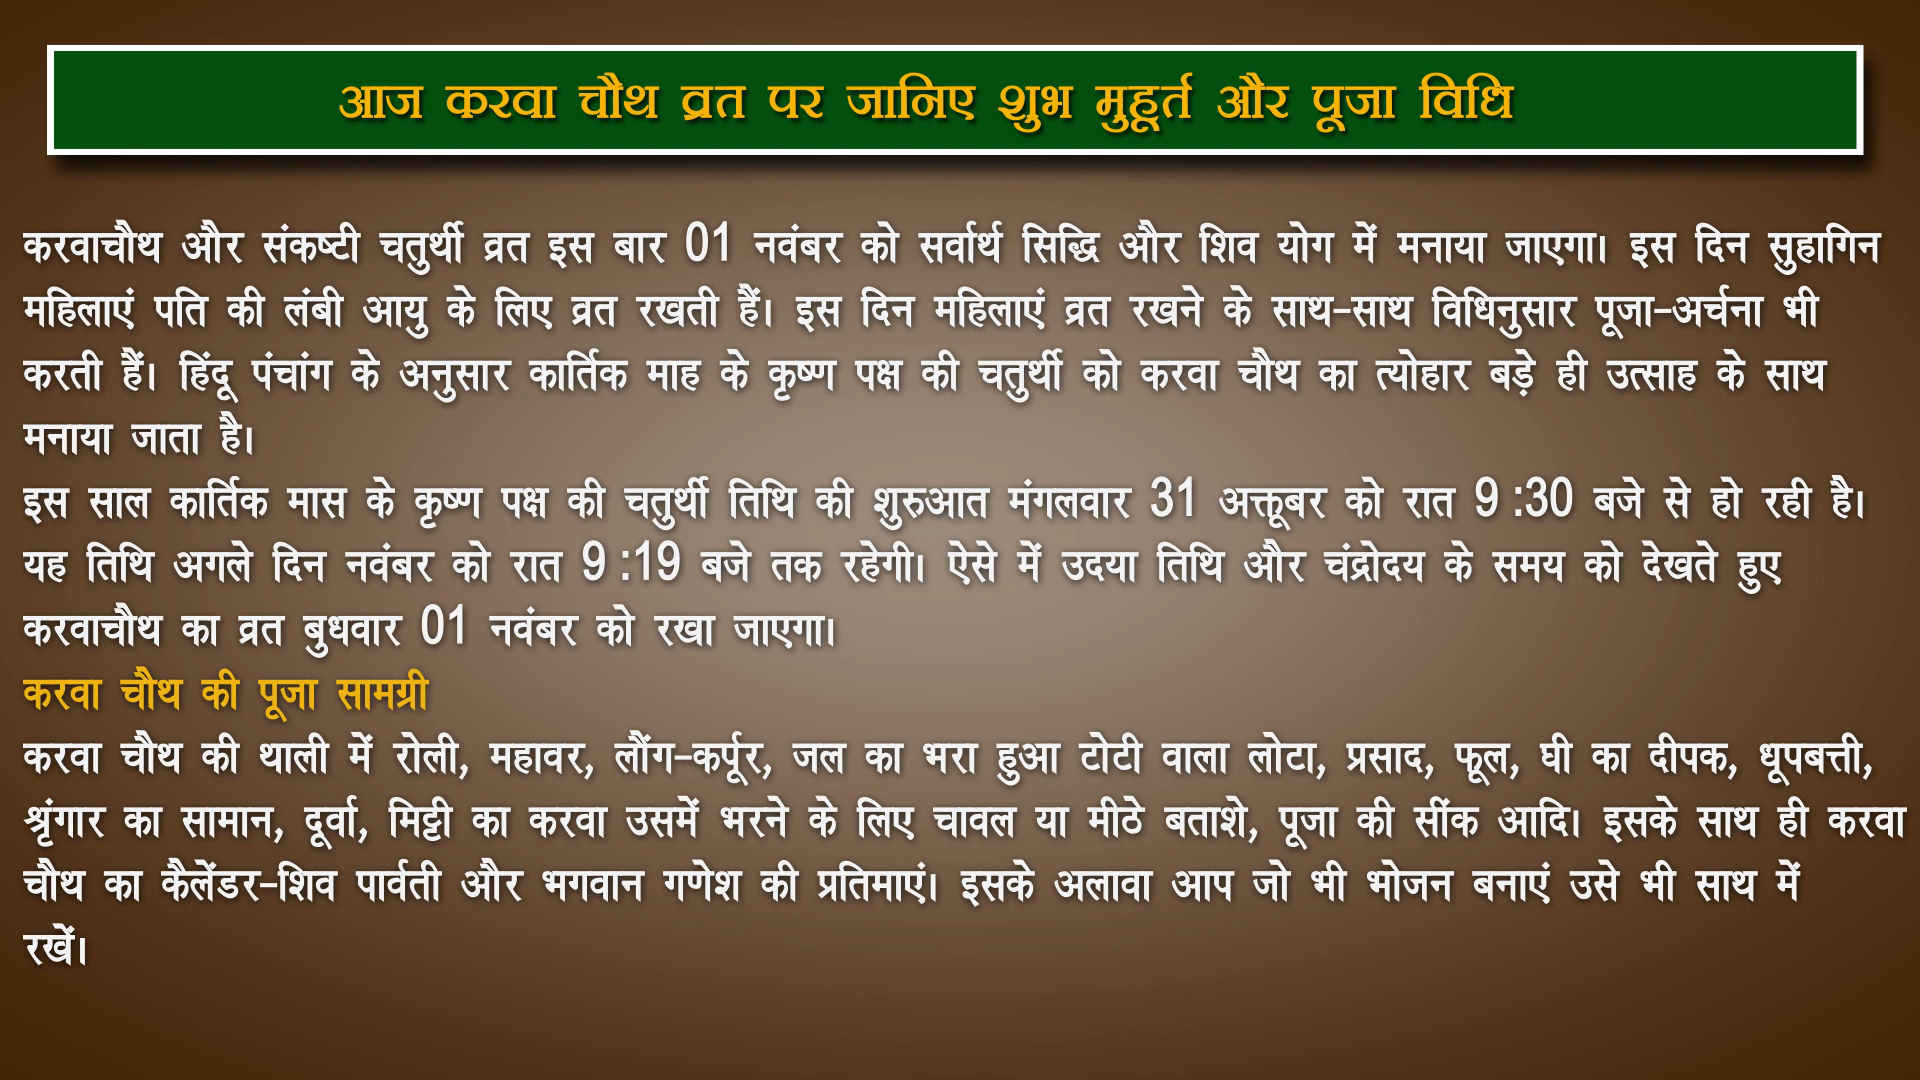 आज करवा चौथ व्रत पर जानिए शुभ मुहूर्त और पूजा विधि
करवाचौथ और संकष्टी चतुर्थी व्रत इस बार 01 नवंबर को सर्वार्थ सिद्धि और शिव योग में मनाया जाएगा। इस दिन सुहागिन
महिलाएं पति की लंबी आयु के लिए व्रत रखती हैं। इस दिन महिलाएं व्रत रखने के साथ-साथ विधिनुसार पूजा-अर्चना भी
करती हैं। हिंदू पंचांग के अनुसार कार्तिक माह के कृष्ण पक्ष की चतुर्थी को करवा चौथ का त्योहार बड़े ही उत्साह के साथ
मनाया जाता है।
इस साल कार्तिक मास के कृष्ण पक्ष की चतुर्थी तिथि की शुरुआत मंगलवार 31 अक्तूबर को रात 9 :30 बजे से हो रही है।
यह तिथि अगले दिन नवंबर को रात 9 :19 बजे तक रहेगी। ऐसे में उदया तिथि और चंद्रोदय के समय को देखते हुए
करवाचौथ का व्रत बुधवार 01 नवंबर को रखा जाएगा।
करवा चौथ की पूजा सामग्री
करवा चौथ की थाली में रोली, महावर, लौंग-कर्पूर, जल का भरा हुआ टोटी वाला लोटा, प्रसाद, फूल, घी का दीपक, धूपबत्ती,
श्रृंगार का सामान, दूर्वा, मिट्टी का करवा उसमें भरने के लिए चावल या मीठे बताशे, पूजा की सींक आदि। इसके साथ ही करवा
चौथ का कैलेंडर-शिव पार्वती और भगवान गणेश की प्रतिमाएं। इसके अलावा आप जो भी भोजन बनाएं उसे भी साथ में
रखें।